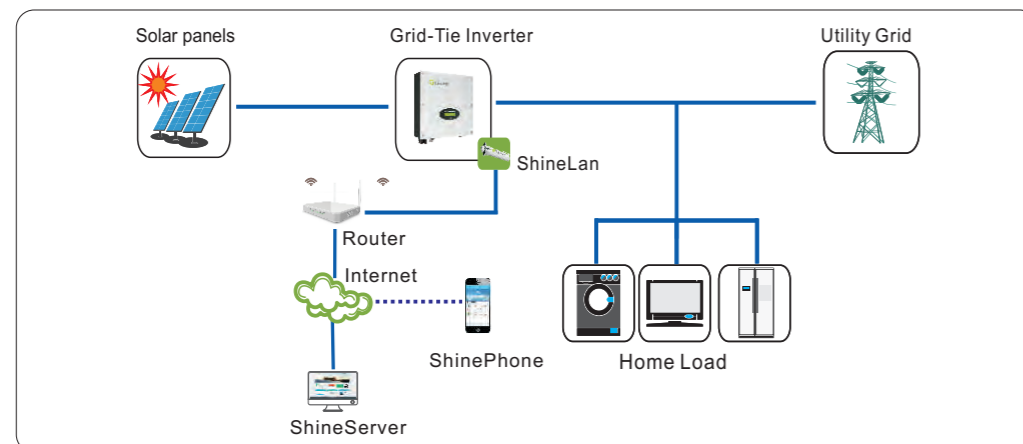 Solar panels
Grid-Tie Inverter
Utility Grid
ShineLan
Router
Internet
ShinePhone
Home Load
ShineServer